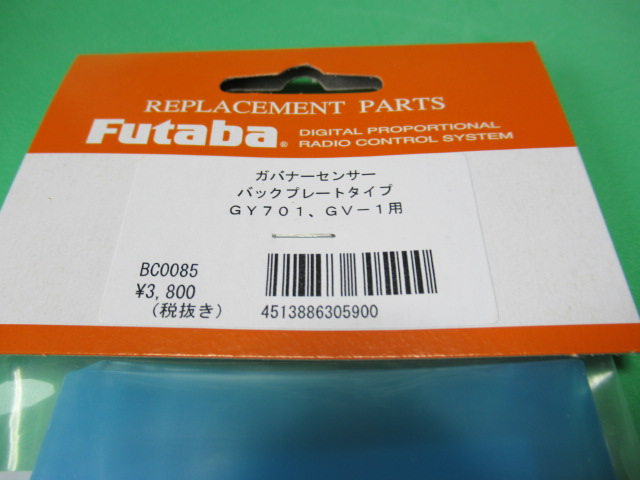 REPLACEMENT PARTS
Futaba®
DIGITAL PROPORTIONAL
RADIO CONTROL SYSTEM
ガバナーセンサー
バックプレートタイプ
GY701、GV－1用
BC0085
¥3,800
(税抜き)
4513886305900